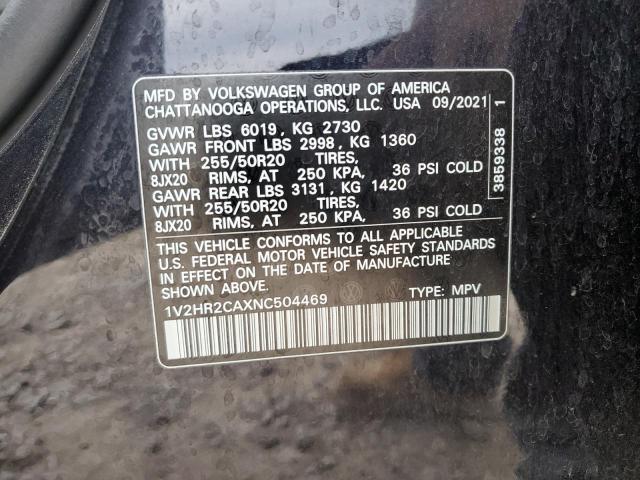 MFD BY VOLKSWAGEN GROUP OF AMERICA
CHATTANOOGA OPERATIONS, LLC. USA 09/2021
GVWR LBS 6019, KG 2730
GAWR FRONT LBS 2998, KG 1360
WITH 255/50R20 TIRES,
8JX20 RIMS, AT 250 KPA, 36 PSI COLD
GAWR REAR LBS 3131, KG 1420
WITH 255/50R20 TIRES,
8JX20 RIMS, AT 250 KPA, 36 PSI COLD
THIS VEHICLE CONFORMS TO ALL APPLICABLE
U.S. FEDERAL MOTOR VEHICLE SAFETY STANDARDS
IN EFFECT ON THE DATE OF MANUFACTURE
SHOWN ABOVE.
1V2HR2CAXNC504469 TYPE: MPV
3859338 1